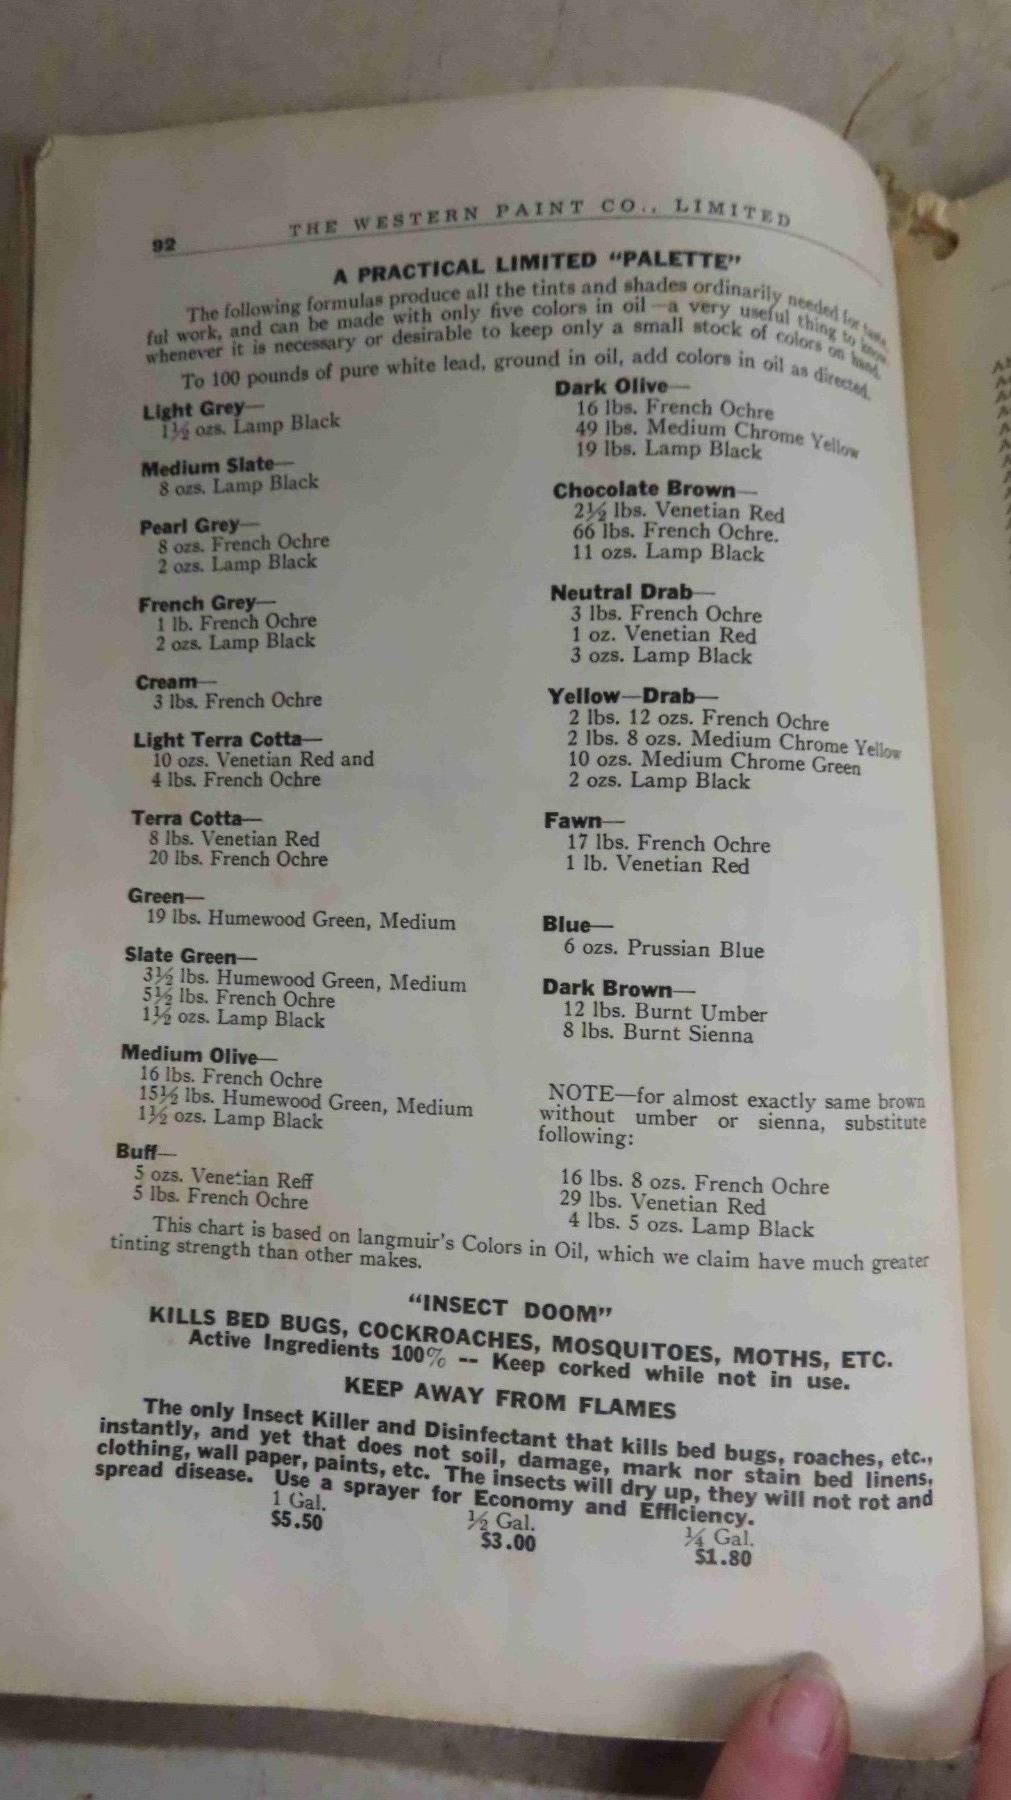 92
THE WESTERN PAINT CO., LIMITED
A PRACTICAL LIMITED "PALETTE"
The following formulas produce all the tints and shades ordinarily needed for taste-
ful work, and can be made with only five colors in oil—a very useful thing to know
whenever it is necessary or desirable to keep only a small stock of colors on hand.
To 100 pounds of pure white lead, ground in oil, add colors in oil as directed.
Light Grey—
1½ ozs. Lamp Black
Medium Slate—
8 ozs. Lamp Black
Pearl Grey—
8 ozs. French Ochre
2 ozs. Lamp Black
French Grey—
1 lb. French Ochre
2 ozs. Lamp Black
Cream—
3 lbs. French Ochre
Light Terra Cotta—
10 ozs. Venetian Red and
4 lbs. French Ochre
Terra Cotta—
8 lbs. Venetian Red
20 lbs. French Ochre
Green—
19 lbs. Humewood Green, Medium
Slate Green—
3½ lbs. Humewood Green, Medium
5½ lbs. French Ochre
1½ ozs. Lamp Black
Medium Olive—
16 lbs. French Ochre
15½ lbs. Humewood Green, Medium
1½ ozs. Lamp Black
Buff—
5 ozs. Venetian Reff
5 lbs. French Ochre
Dark Olive—
16 lbs. French Ochre
49 lbs. Medium Chrome Yellow
19 lbs. Lamp Black
Chocolate Brown—
2½ lbs. Venetian Red
66 lbs. French Ochre.
11 ozs. Lamp Black
Neutral Drab—
3 lbs. French Ochre
1 oz. Venetian Red
3 ozs. Lamp Black
Yellow—Drab—
2 lbs. 12 ozs. French Ochre
2 lbs. 8 ozs. Medium Chrome Yellow
10 ozs. Medium Chrome Green
2 ozs. Lamp Black
Fawn—
17 lbs. French Ochre
1 lb. Venetian Red
Blue—
6 ozs. Prussian Blue
Dark Brown—
12 lbs. Burnt Umber
8 lbs. Burnt Sienna
NOTE—for almost exactly same brown
without umber or sienna, substitute
following:
16 lbs. 8 ozs. French Ochre
29 lbs. Venetian Red
4 lbs. 5 ozs. Lamp Black
This chart is based on langmuir's Colors in Oil, which we claim have much greater
tinting strength than other makes.
"INSECT DOOM"
KILLS BED BUGS, COCKROACHES, MOSQUITOES, MOTHS, ETC.
Active Ingredients 100% -- Keep corked while not in use.
KEEP AWAY FROM FLAMES
The only Insect Killer and Disinfectant that kills bed bugs, roaches, etc.,
instantly, and yet that does not soil, damage, mark nor stain bed linens,
clothing, wall paper, paints, etc. The insects will dry up, they will not rot and
spread disease. Use a sprayer for Economy and Efficiency.
1 Gal. ½ Gal. ¼ Gal.
$5.50 $3.00 $1.80